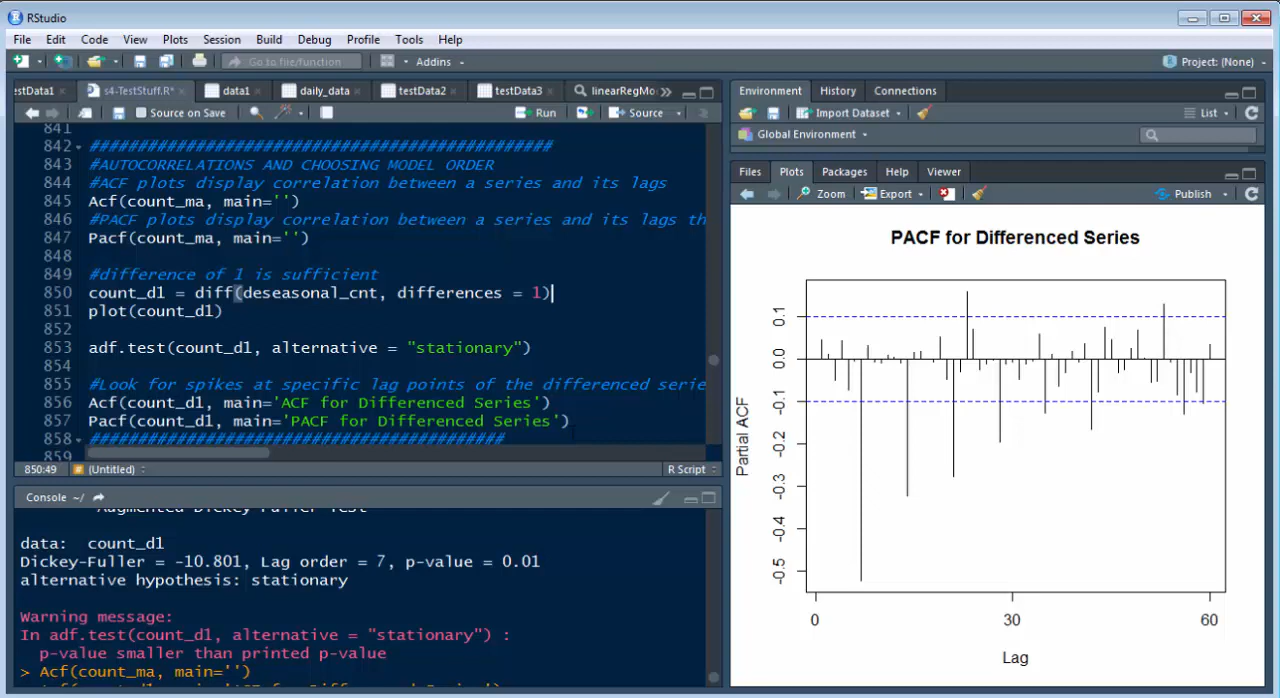 RStudio
File Edit Code View Plots Session Build Debug Profile Tools Help
Go to file/function Addins Project: (None)
stData1 s4-TestStuff.R* data1 daily_data testData2 testData3 linearRegMo
Source on Save Run Source
841
842 ################################################
843 #AUTOCORRELATIONS AND CHOOSING MODEL ORDER
844 #ACF plots display correlation between a series and its lags
845 Acf(count_ma, main='')
846 #PACF plots display correlation between a series and its lags th
847 Pacf(count_ma, main='')
848
849 #difference of 1 is sufficient
850 count_d1 = diff(deseasonal_cnt, differences = 1)
851 plot(count_d1)
852
853 adf.test(count_d1, alternative = "stationary")
854
855 #Look for spikes at specific lag points of the differenced serie
856 Acf(count_d1, main='ACF for Differenced Series')
857 Pacf(count_d1, main='PACF for Differenced Series')
858 ###########################################
859
850:49 # (Untitled) R Script
Console ~/
Augmented Dickey-Fuller Test
data: count_d1
Dickey-Fuller = -10.801, Lag order = 7, p-value = 0.01
alternative hypothesis: stationary
Warning message:
In adf.test(count_d1, alternative = "stationary") :
p-value smaller than printed p-value
> Acf(count_ma, main='')
Environment History Connections
Import Dataset List
Global Environment
Files Plots Packages Help Viewer
Zoom Export Publish
PACF for Differenced Series
Partial ACF
0.1
0.0
-0.1
-0.2
-0.3
-0.4
-0.5
0 30 60
Lag